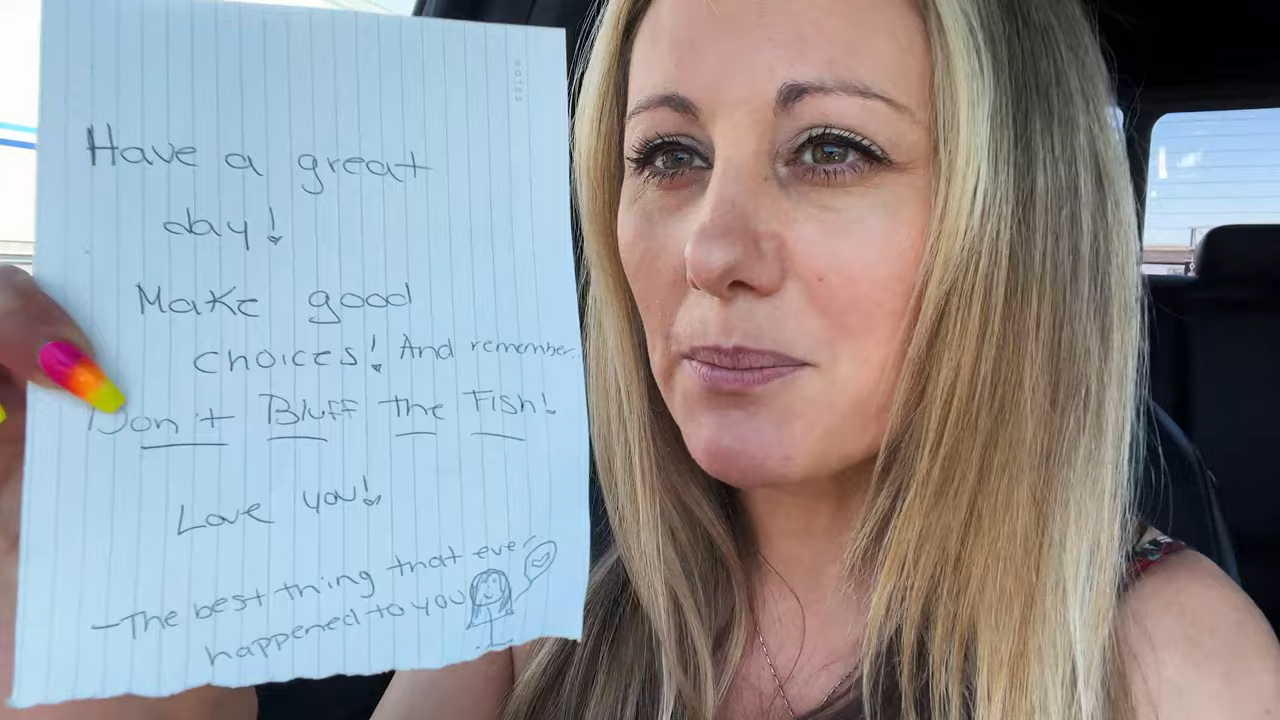 NOTES
Have a great
day!
Make good
choices! And remember.
Don't Bluff the Fish!
Love you!
-The best thing that ever
happened to you